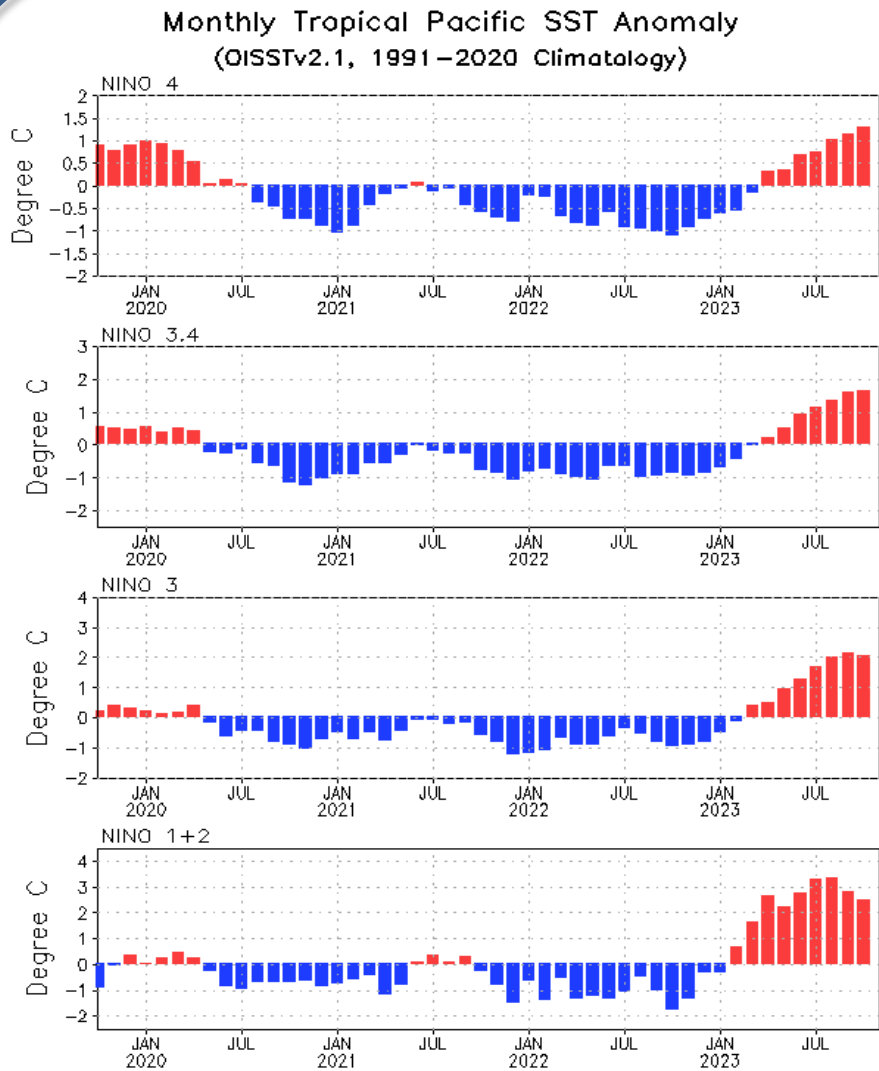 Monthly Tropical Pacific SST Anomaly
(OISSTv2.1, 1991-2020 Climatology)
NINO 4
Degree C
2
1.5
1
0.5
0
-0.5
-1
-1.5
-2
JAN JUL JAN JUL JAN JUL JAN JUL
2020 2021 2022 2023
NINO 3.4
Degree C
3
2
1
0
-1
-2
JAN JUL JAN JUL JAN JUL JAN JUL
2020 2021 2022 2023
NINO 3
Degree C
4
3
2
1
0
-1
-2
JAN JUL JAN JUL JAN JUL JAN JUL
2020 2021 2022 2023
NINO 1+2
Degree C
4
3
2
1
0
-1
-2
JAN JUL JAN JUL JAN JUL JAN JUL
2020 2021 2022 2023